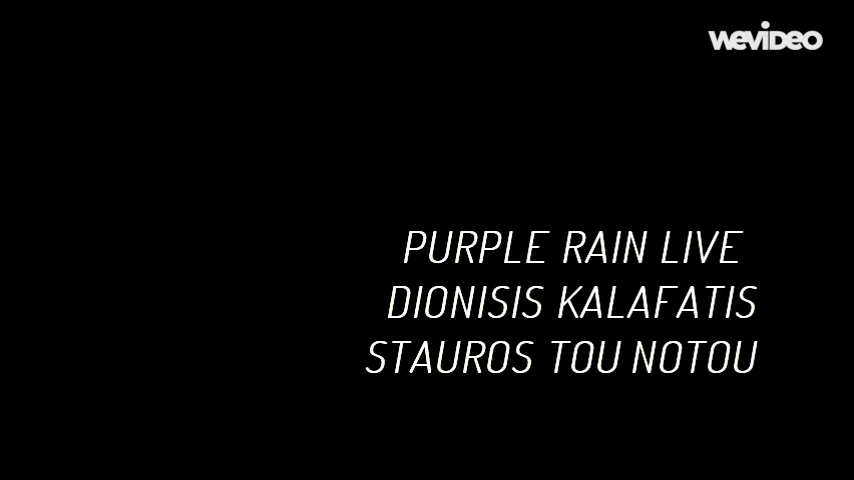 wevideo
PURPLE RAIN LIVE
DIONISIS KALAFATIS
STAUROS TOU NOTOU